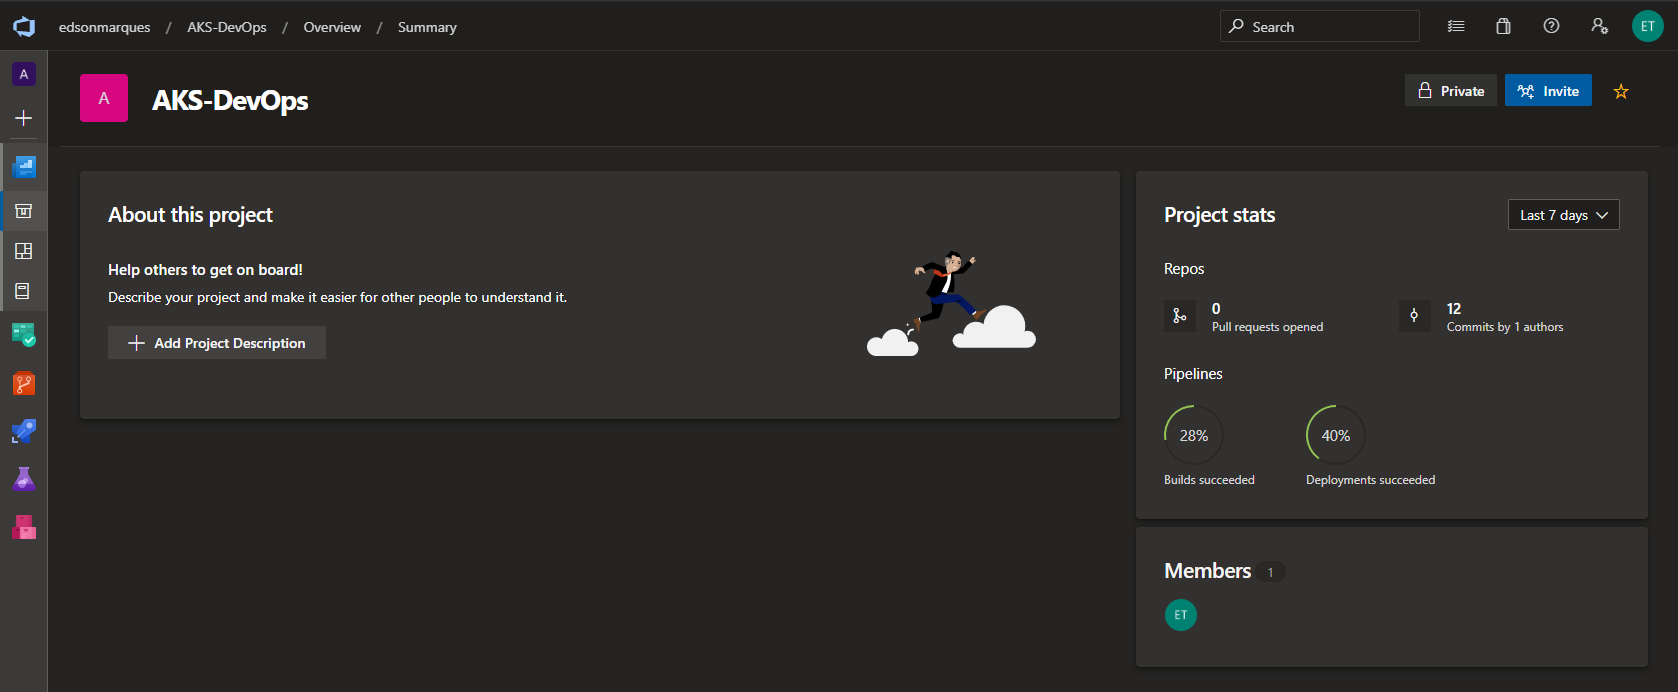 edsonmarques / AKS-DevOps / Overview / Summary
Search
ET
A
A
AKS-DevOps
Private
Invite
About this project
Help others to get on board!
Describe your project and make it easier for other people to understand it.
Add Project Description
Project stats
Last 7 days
Repos
0
Pull requests opened
12
Commits by 1 authors
Pipelines
28%
Builds succeeded
40%
Deployments succeeded
Members 1
ET